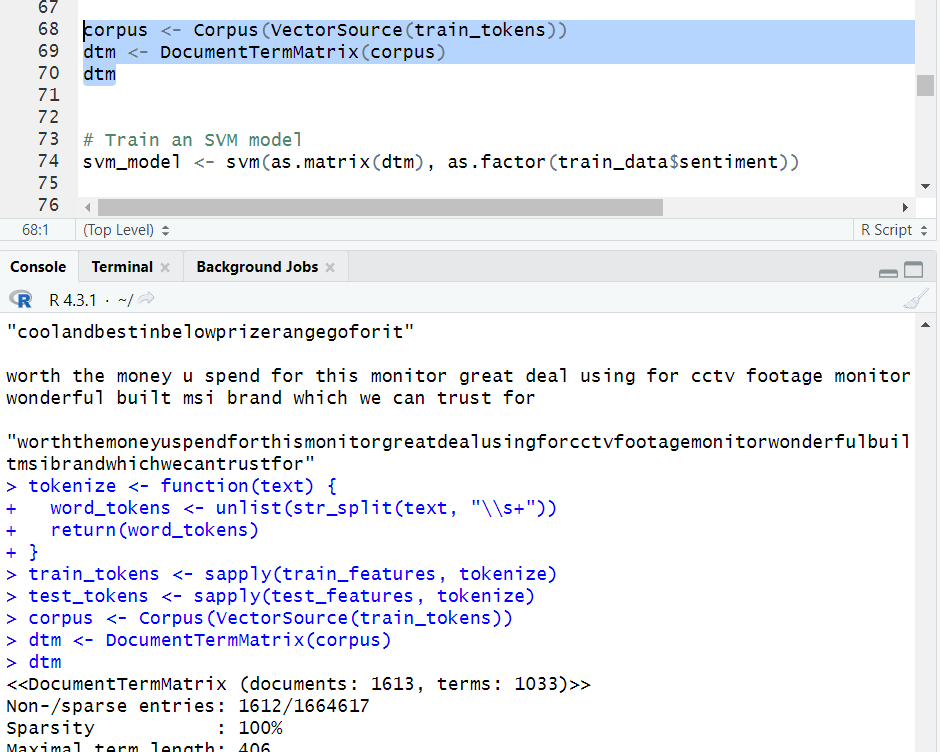 67
68 corpus <- Corpus(VectorSource(train_tokens))
69 dtm <- DocumentTermMatrix(corpus)
70 dtm
71
72
73 # Train an SVM model
74 svm_model <- svm(as.matrix(dtm), as.factor(train_data$sentiment))
75
76
68:1 (Top Level) R Script
Console Terminal Background Jobs
R R 4.3.1 · ~/
"coolandbestinbelowprizerangegoforit"
worth the money u spend for this monitor great deal using for cctv footage monitor
wonderful built msi brand which we can trust for
"worththemoneyuspendforthismonitorgreatdealusingforcctvfootagemonitorwonderfulbuil
tmsibrandwhichwecantrustfor"
> tokenize <- function(text) {
+   word_tokens <- unlist(str_split(text, "\\s+"))
+   return(word_tokens)
+ }
> train_tokens <- sapply(train_features, tokenize)
> test_tokens <- sapply(test_features, tokenize)
> corpus <- Corpus(VectorSource(train_tokens))
> dtm <- DocumentTermMatrix(corpus)
> dtm
<<DocumentTermMatrix (documents: 1613, terms: 1033)>>
Non-/sparse entries: 1612/1664617
Sparsity           : 100%
Maximal term length: 406